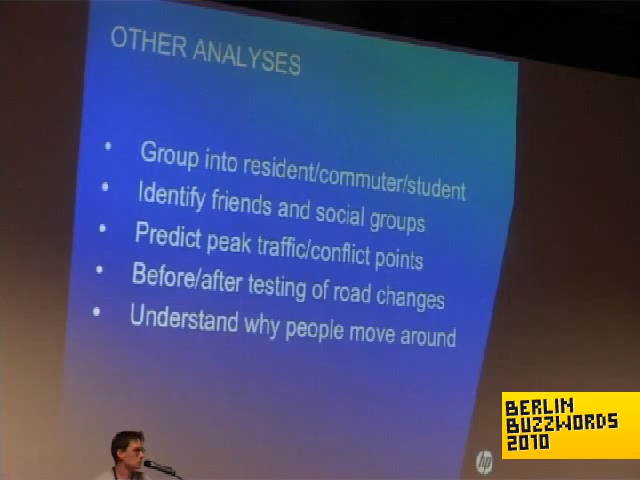 OTHER ANALYSES
• Group into resident/commuter/student
• Identify friends and social groups
• Predict peak traffic/conflict points
• Before/after testing of road changes
• Understand why people move around
BERLIN
BUZZWORDS
2010
hp